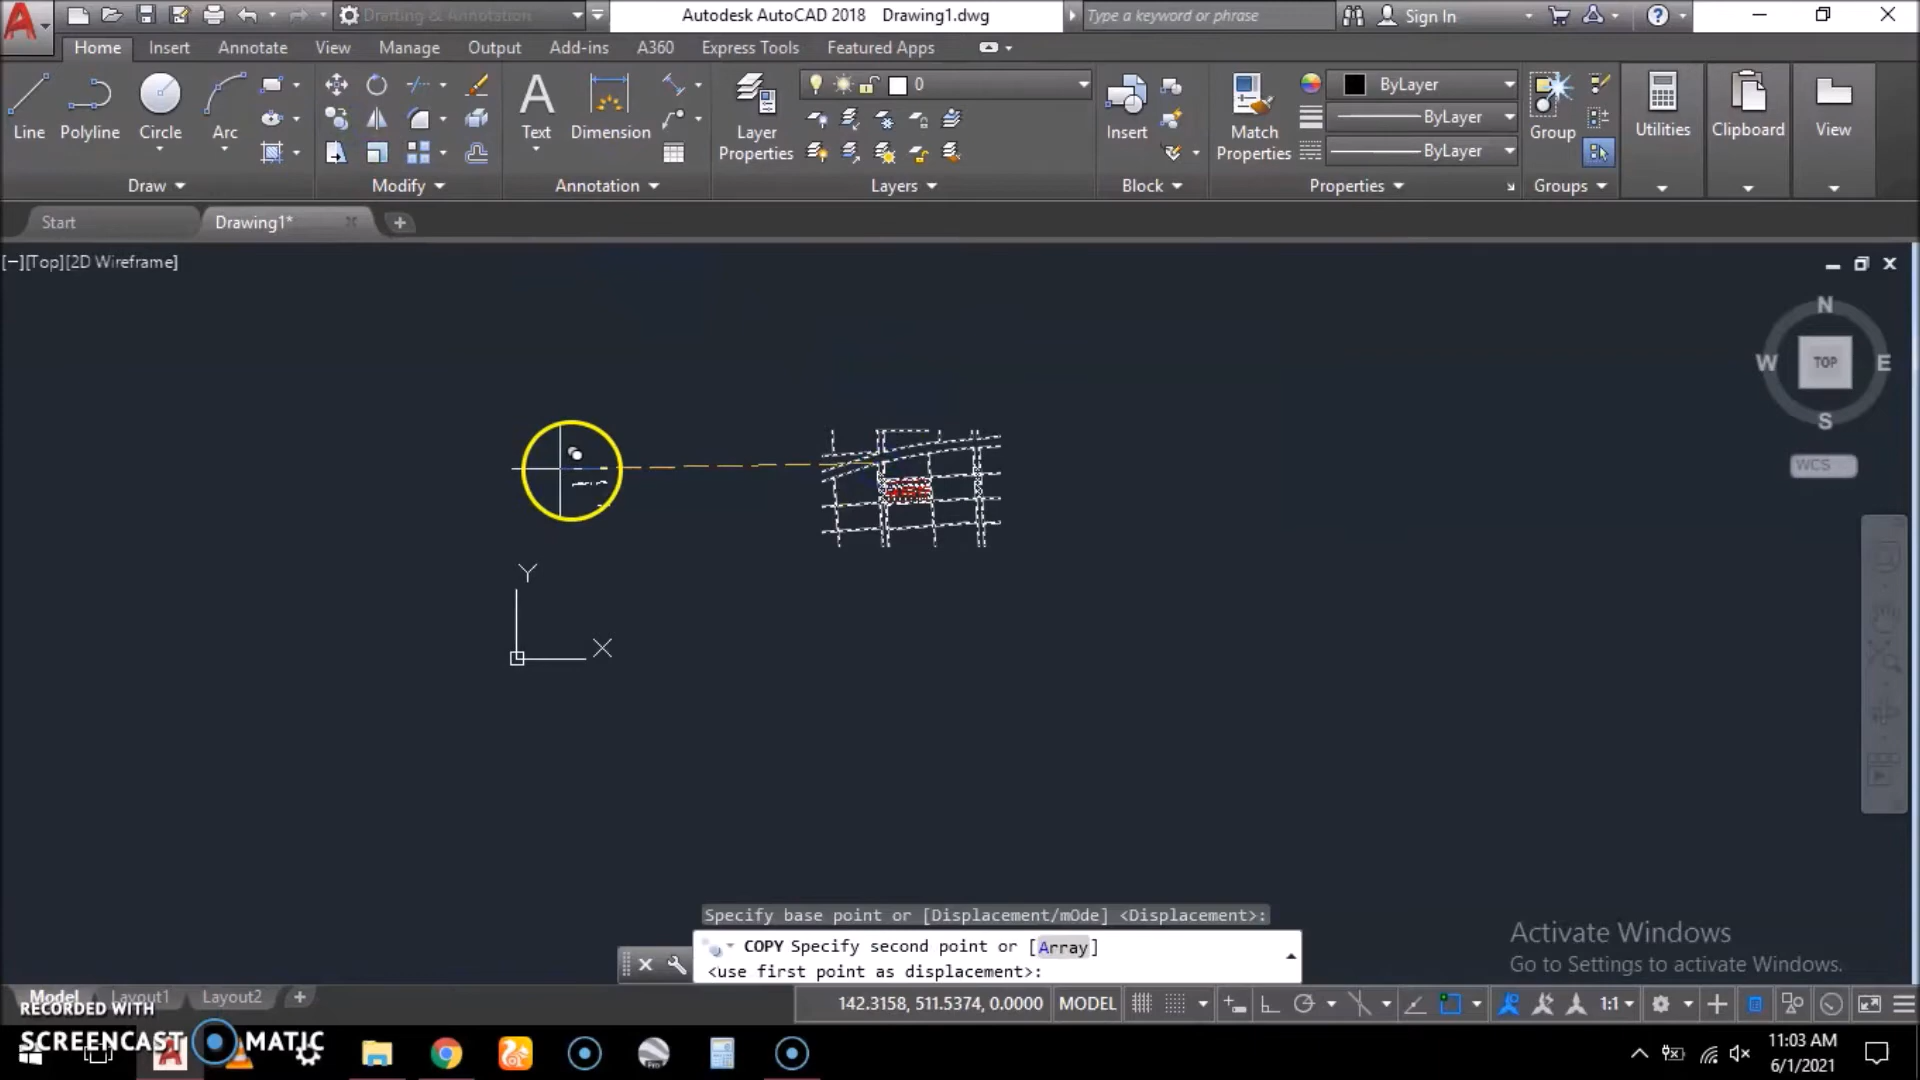 Drafting & Annotation
Autodesk AutoCAD 2018 Drawing1.dwg
Type a keyword or phrase
Sign In
Home Insert Annotate View Manage Output Add-ins A360 Express Tools Featured Apps
0
ByLayer
ByLayer
ByLayer
Line Polyline Circle Arc
Text Dimension
Layer Properties
Insert
Match Properties
Group Utilities Clipboard View
Draw Modify Annotation Layers Block Properties Groups
Start Drawing1*
[−][Top][2D Wireframe]
N
W TOP E
S
WCS
Y
X
Specify base point or [Displacement/mOde] <Displacement>:
COPY Specify second point or [Array]
<use first point as displacement>:
Activate Windows
Go to Settings to activate Windows.
Model Layout1 Layout2
142.3158, 511.5374, 0.0000 MODEL 1:1
RECORDED WITH
SCREENCAST MATIC
Pro
11:03 AM
6/1/2021